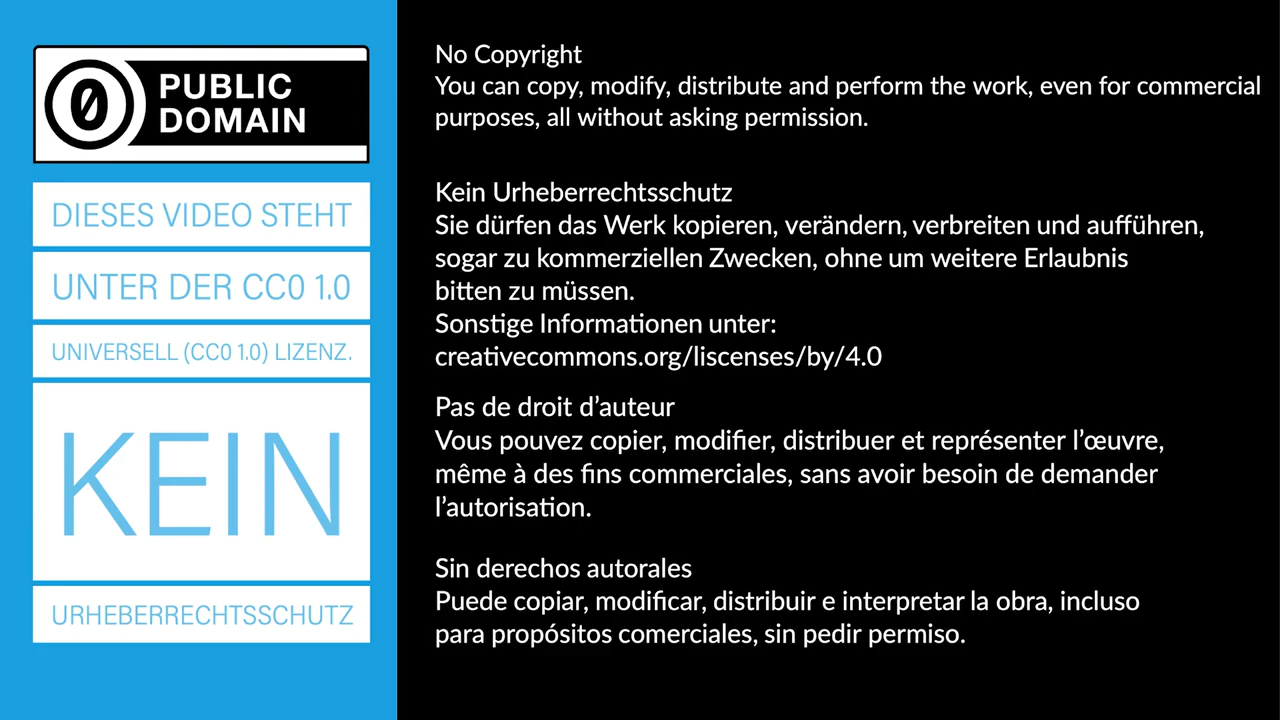 0
PUBLIC
DOMAIN
DIESES VIDEO STEHT
UNTER DER CC0 1.0
UNIVERSELL (CC0 1.0) LIZENZ.
KEIN
URHEBERRECHTSSCHUTZ
No Copyright
You can copy, modify, distribute and perform the work, even for commercial
purposes, all without asking permission.
Kein Urheberrechtsschutz
Sie dürfen das Werk kopieren, verändern, verbreiten und aufführen,
sogar zu kommerziellen Zwecken, ohne um weitere Erlaubnis
bitten zu müssen.
Sonstige Informationen unter:
creativecommons.org/liscenses/by/4.0
Pas de droit d’auteur
Vous pouvez copier, modifier, distribuer et représenter l’œuvre,
même à des fins commerciales, sans avoir besoin de demander
l’autorisation.
Sin derechos autorales
Puede copiar, modificar, distribuir e interpretar la obra, incluso
para propósitos comerciales, sin pedir permiso.